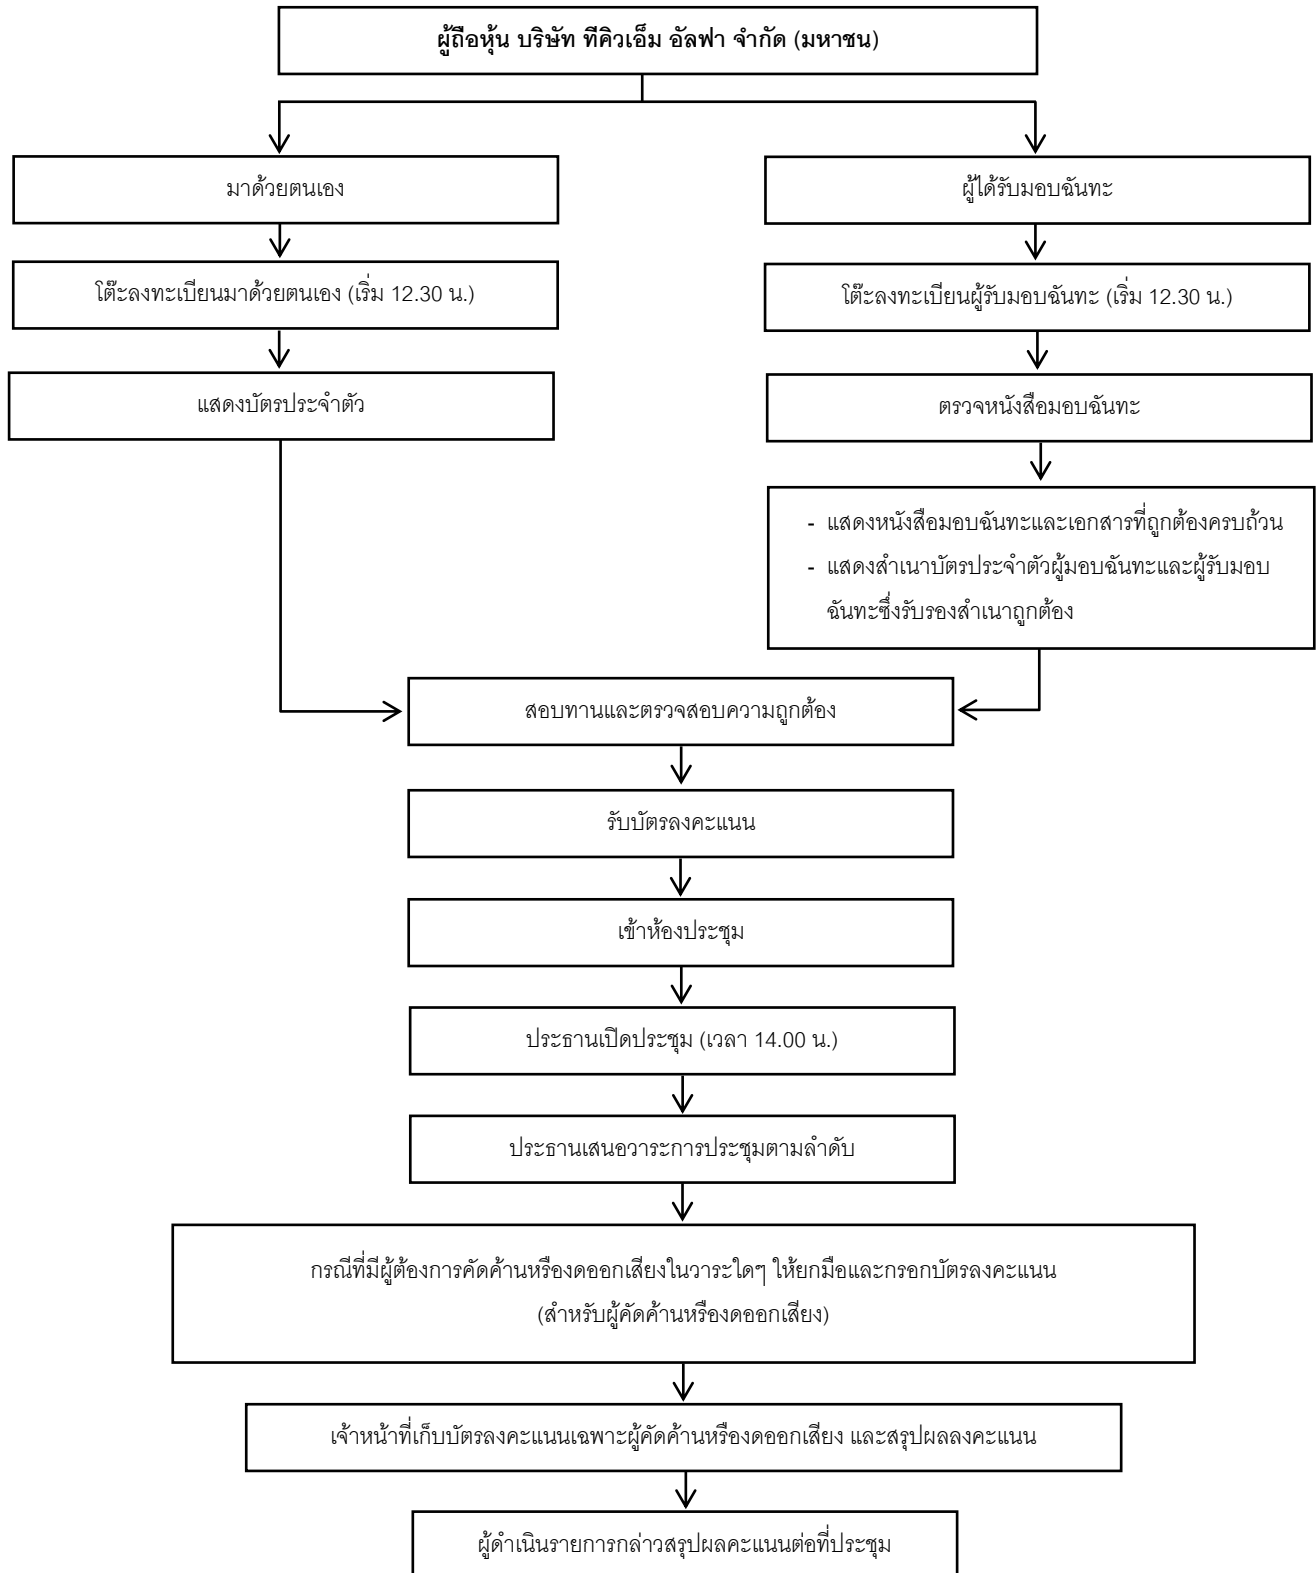 ผู้ถือหุ้น บริษัท ทีคิวเอ็ม อัลฟา จำกัด (มหาชน)
มาด้วยตนเอง
ผู้ได้รับมอบฉันทะ
โต๊ะลงทะเบียนมาด้วยตนเอง (เริ่ม 12.30 น.)
โต๊ะลงทะเบียนผู้รับมอบฉันทะ (เริ่ม 12.30 น.)
แสดงบัตรประจำตัว
ตรวจหนังสือมอบฉันทะ
- แสดงหนังสือมอบฉันทะและเอกสารที่ถูกต้องครบถ้วน
- แสดงสำเนาบัตรประจำตัวผู้มอบฉันทะและผู้รับมอบ
ฉันทะซึ่งรับรองสำเนาถูกต้อง
สอบทานและตรวจสอบความถูกต้อง
รับบัตรลงคะแนน
เข้าห้องประชุม
ประธานเปิดประชุม (เวลา 14.00 น.)
ประธานเสนอวาระการประชุมตามลำดับ
กรณีที่มีผู้ต้องการคัดค้านหรืองดออกเสียงในวาระใดๆ ให้ยกมือและกรอกบัตรลงคะแนน
(สำหรับผู้คัดค้านหรืองดออกเสียง)
เจ้าหน้าที่เก็บบัตรลงคะแนนเฉพาะผู้คัดค้านหรืองดออกเสียง และสรุปผลลงคะแนน
ผู้ดำเนินรายการกล่าวสรุปผลคะแนนต่อที่ประชุม